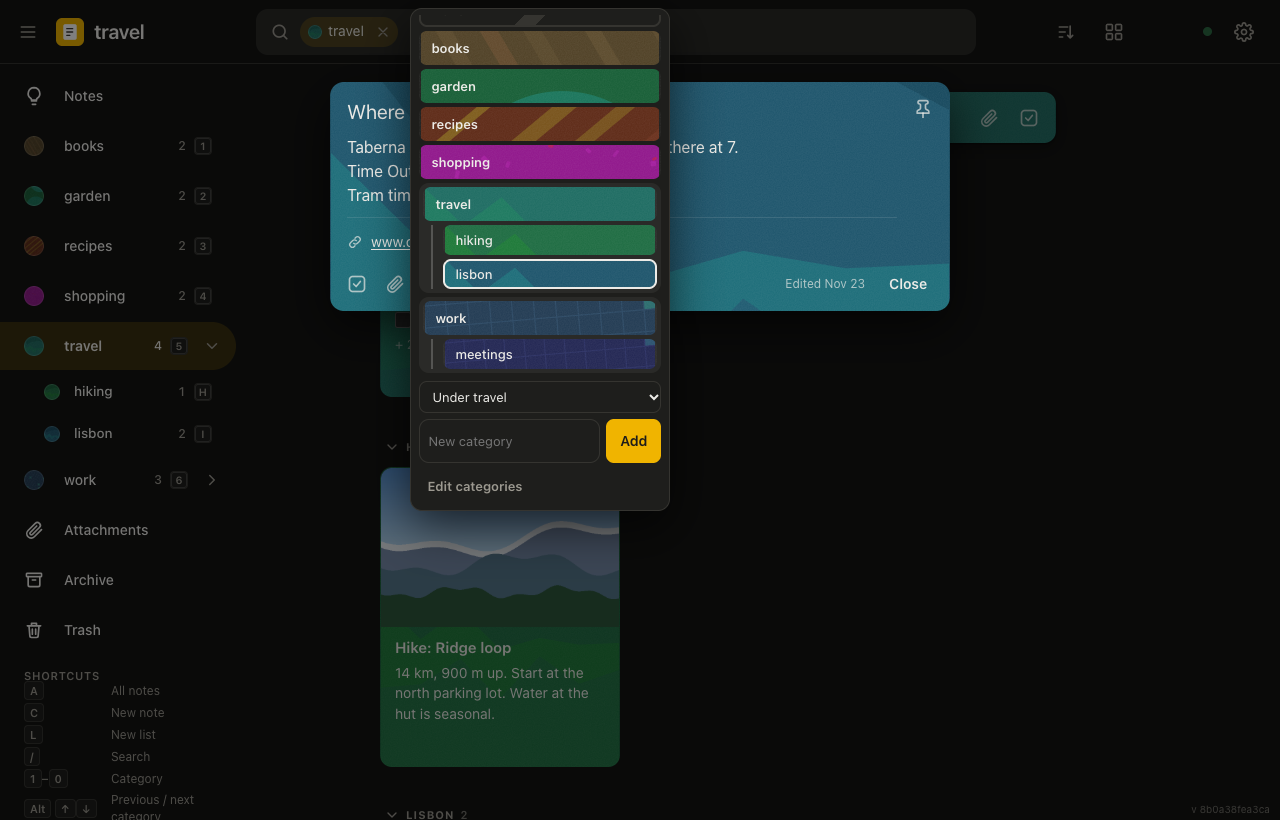 travel
travel
Notes
books 2 1
garden 2 2
recipes 2 3
shopping 2 4
travel 4 5
hiking 1 H
lisbon 2 I
work 3 6
Attachments
Archive
Trash
SHORTCUTS
A All notes
C New note
L New list
/ Search
1 – 0 Category
Alt ↑ ↓ Previous / next category
books
garden
recipes
shopping
travel
hiking
lisbon
work
meetings
Under travel
New category
Add
Edit categories
Where
Taberna
there at 7.
Time Out
Tram
www.
Edited Nov 23
Close
Hike: Ridge loop
14 km, 900 m up. Start at the
north parking lot. Water at the
hut is seasonal.
LISBON 2
v 8b0a38fea3ca